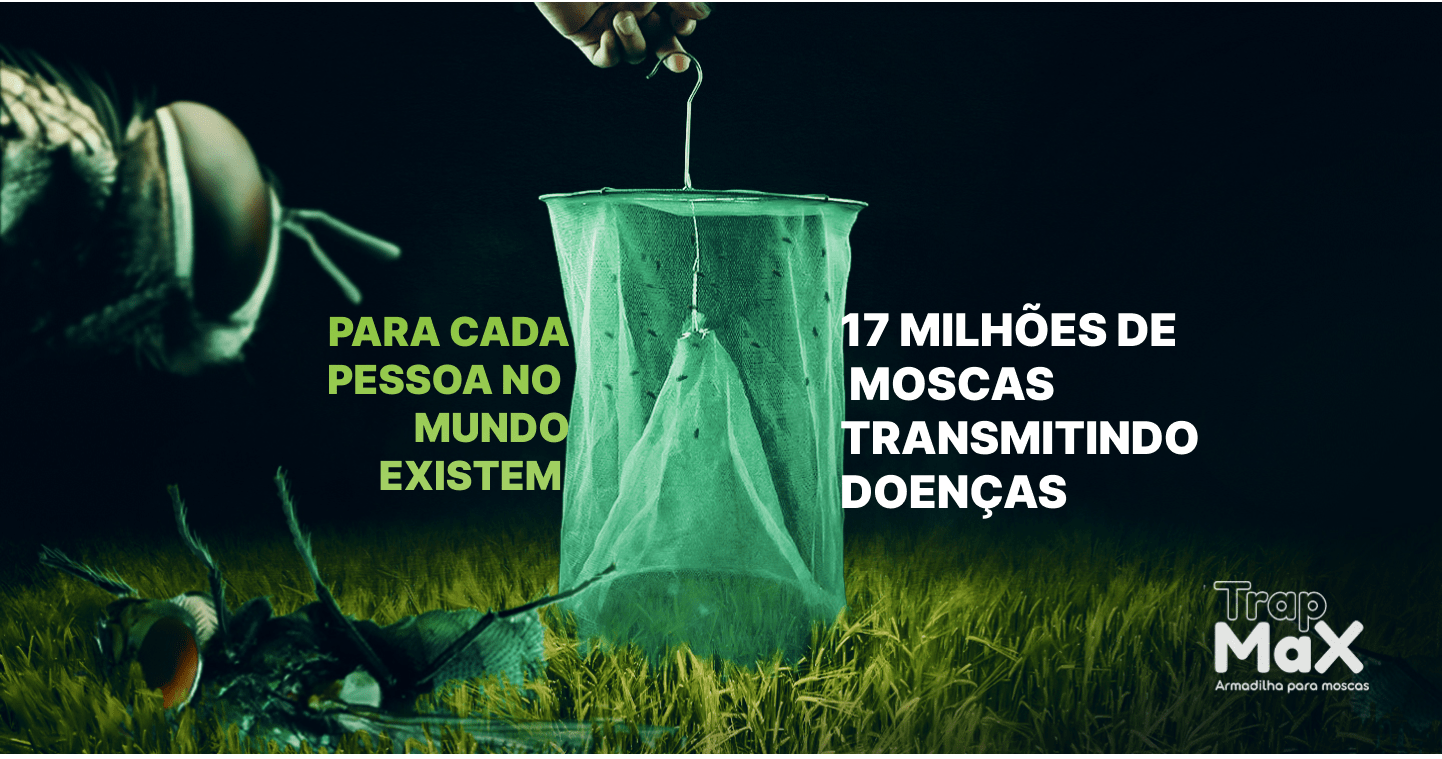 PARA CADA
PESSOA NO
MUNDO
EXISTEM
17 MILHÕES DE
MOSCAS
TRANSMITINDO
DOENÇAS
Trap
MaX
Armadilha para moscas